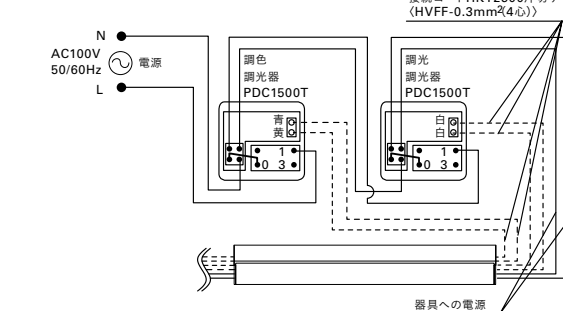 〈HVFF-0.3mm²(4心)〉
N
AC100V
50/60Hz
電源
L
調色
調光器
PDC1500T
青
黄
1
0 3
調光
調光器
PDC1500T
白
白
1
0 3
器具への電源